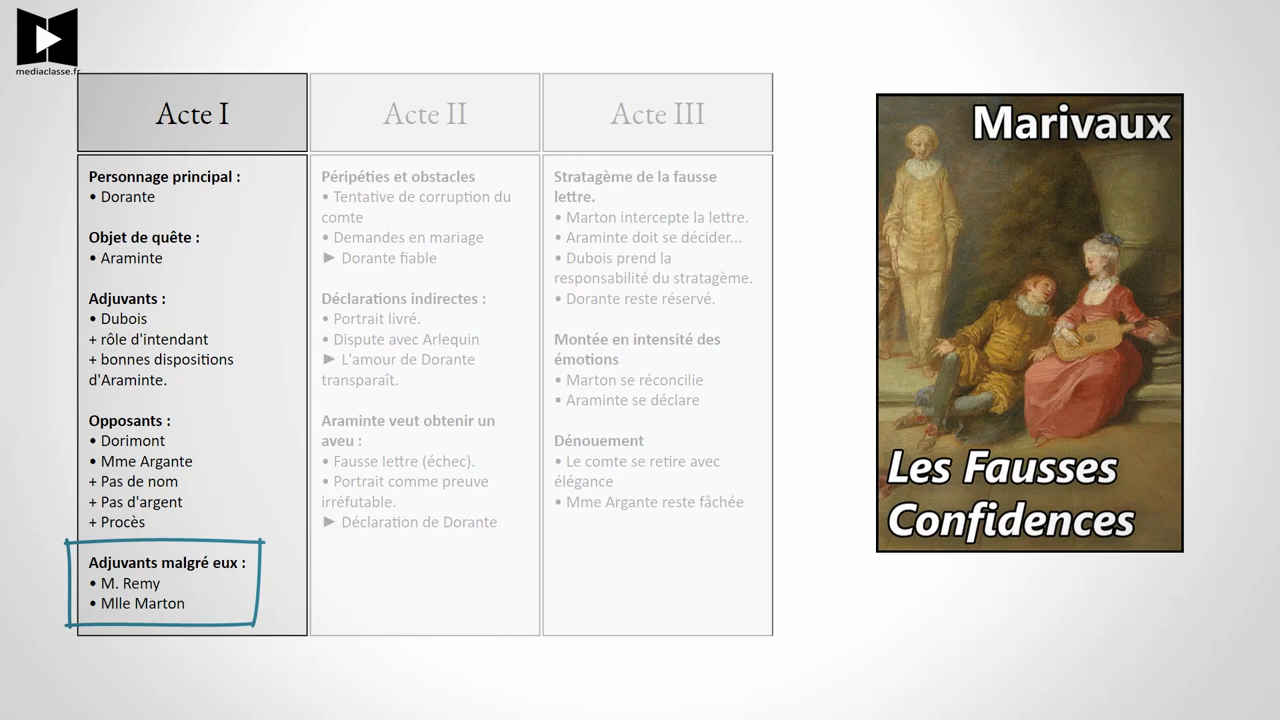 mediaclasse.fr
Acte I
Personnage principal :
• Dorante
Objet de quête :
• Araminte
Adjuvants :
• Dubois
+ rôle d'intendant
+ bonnes dispositions
d'Araminte.
Opposants :
• Dorimont
• Mme Argante
+ Pas de nom
+ Pas d'argent
+ Procès
Adjuvants malgré eux :
• M. Remy
• Mlle Marton
Acte II
Péripéties et obstacles
• Tentative de corruption du
comte
• Demandes en mariage
► Dorante fiable
Déclarations indirectes :
• Portrait livré.
• Dispute avec Arlequin
► L'amour de Dorante
transparaît.
Araminte veut obtenir un
aveu :
• Fausse lettre (échec).
• Portrait comme preuve
irréfutable.
► Déclaration de Dorante
Acte III
Stratagème de la fausse
lettre.
• Marton intercepte la lettre.
• Araminte doit se décider...
• Dubois prend la
responsabilité du stratagème.
• Dorante reste réservé.
Montée en intensité des
émotions
• Marton se réconcilie
• Araminte se déclare
Dénouement
• Le comte se retire avec
élégance
• Mme Argante reste fâchée
Marivaux
Les Fausses
Confidences